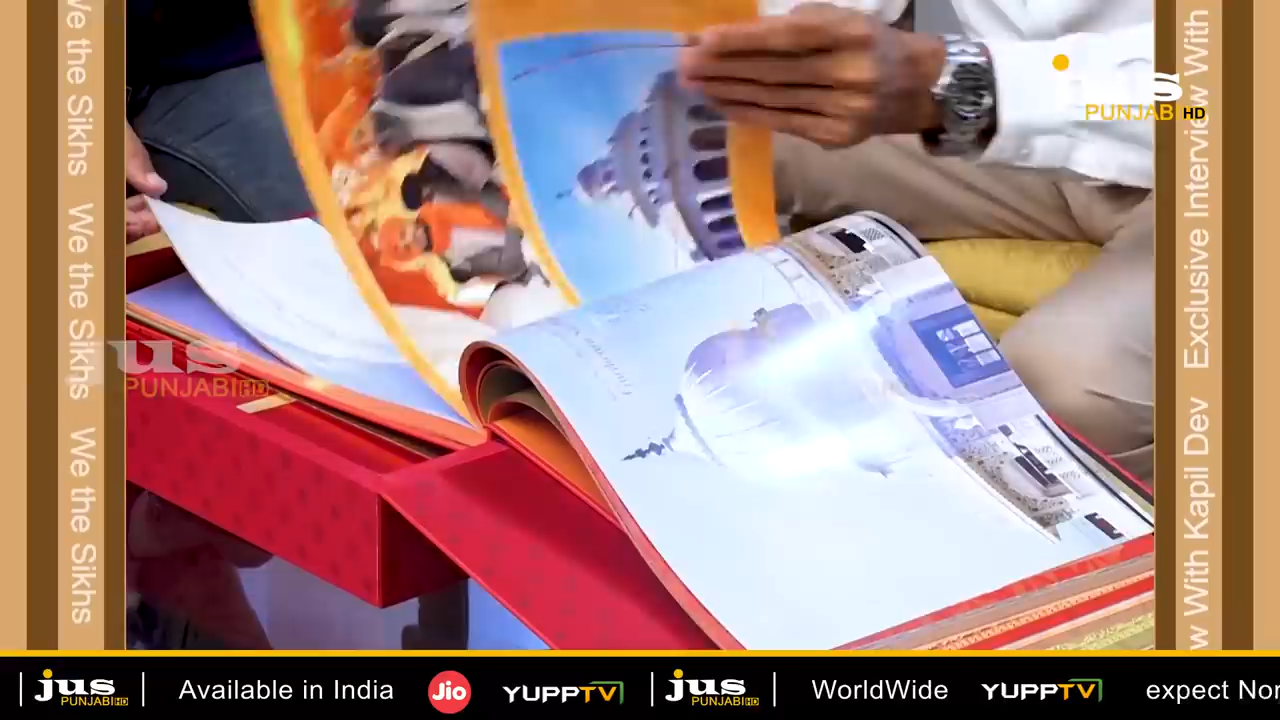 We the Sikhs We the Sikhs We the Sikhs
jus
PUNJABI HD
Exclusive Interview With
w With Kapil Dev
us
PUNJABI HD
jus PUNJABI HD Available in India Jio YUPPTV jus PUNJABI HD WorldWide YUPPTV expect Nor